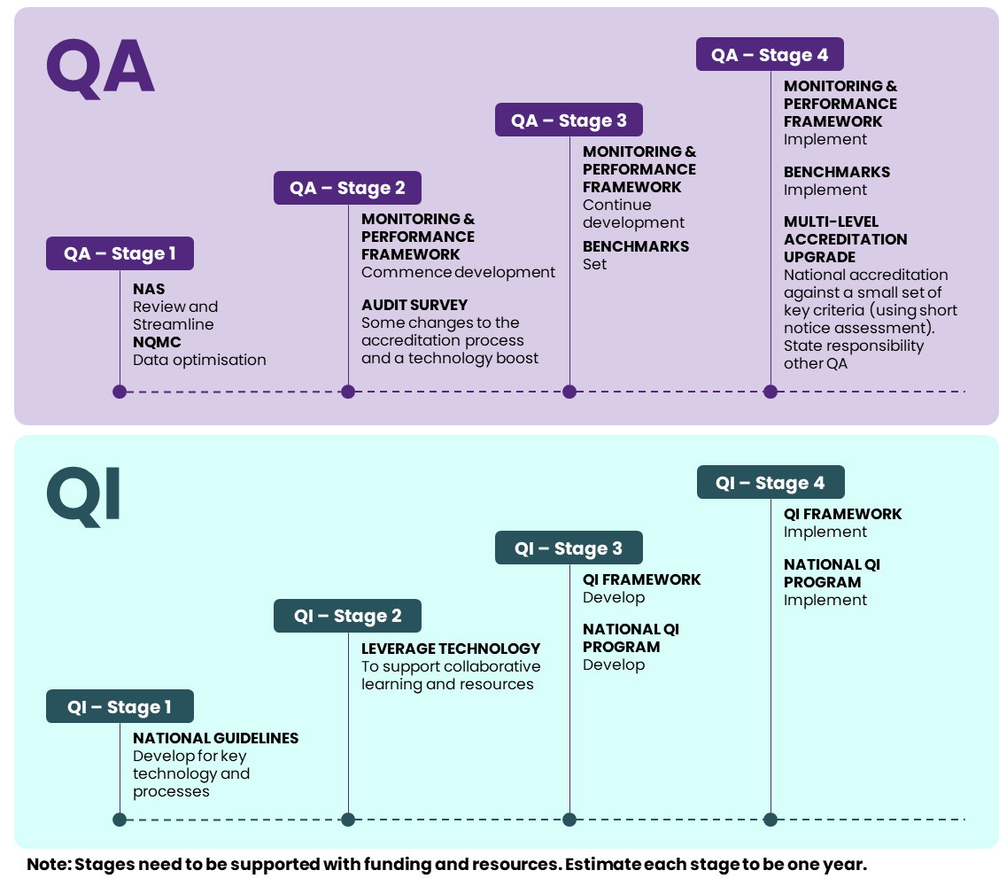 QA
QA – Stage 1
NAS
Review and
Streamline
NQMC
Data optimisation
QA – Stage 2
MONITORING &
PERFORMANCE
FRAMEWORK
Commence development
AUDIT SURVEY
Some changes to the
accreditation process
and a technology boost
QA – Stage 3
MONITORING &
PERFORMANCE
FRAMEWORK
Continue
development
BENCHMARKS
Set
QA – Stage 4
MONITORING &
PERFORMANCE
FRAMEWORK
Implement
BENCHMARKS
Implement
MULTI-LEVEL
ACCREDITATION
UPGRADE
National accreditation
against a small set of
key criteria (using short
notice assessment).
State responsibility
other QA
QI
QI – Stage 1
NATIONAL GUIDELINES
Develop for key
technology and
processes
QI – Stage 2
LEVERAGE TECHNOLOGY
To support collaborative
learning and resources
QI – Stage 3
QI FRAMEWORK
Develop
NATIONAL QI
PROGRAM
Develop
QI – Stage 4
QI FRAMEWORK
Implement
NATIONAL QI
PROGRAM
Implement
Note: Stages need to be supported with funding and resources. Estimate each stage to be one year.